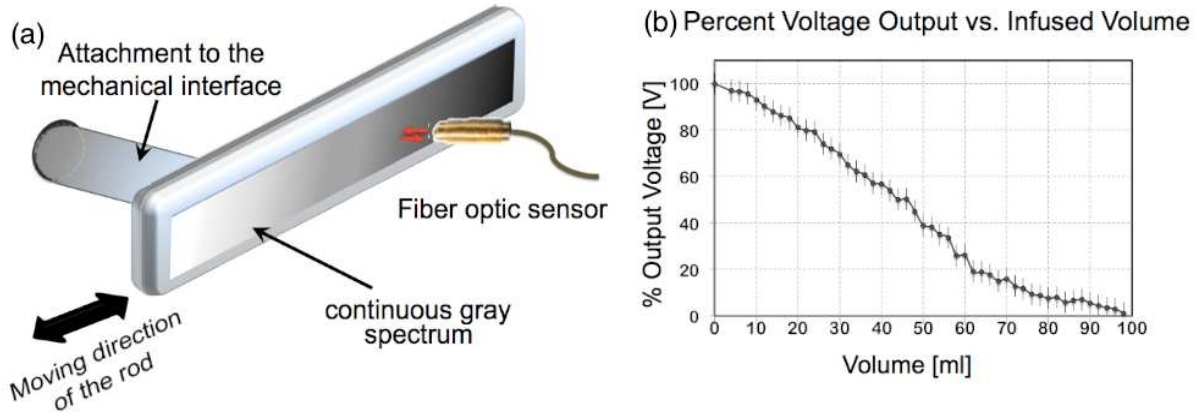 (a)
Attachment to the
mechanical interface
Fiber optic sensor
continuous gray
spectrum
Moving direction
of the rod
(b) Percent Voltage Output vs. Infused Volume
% Output Voltage [V]
100
80
60
40
20
0
0 10 20 30 40 50 60 70 80 90 100
Volume [ml]